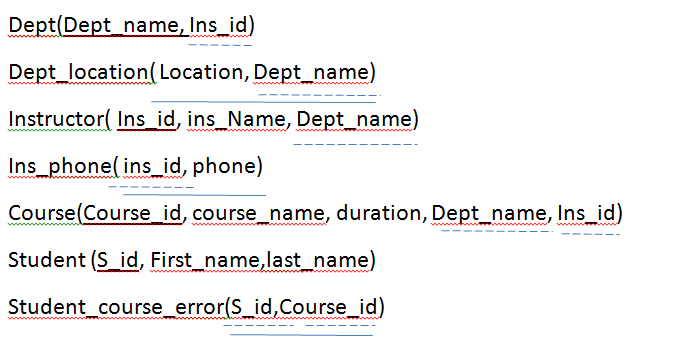 Dept(Dept_name, Ins_id)
Dept_location( Location, Dept_name)
Instructor( Ins_id, ins_Name, Dept_name)
Ins_phone( ins_id, phone)
Course(Course_id, course_name, duration, Dept_name, Ins_id)
Student (S_id, First_name,last_name)
Student_course_error(S_id,Course_id)